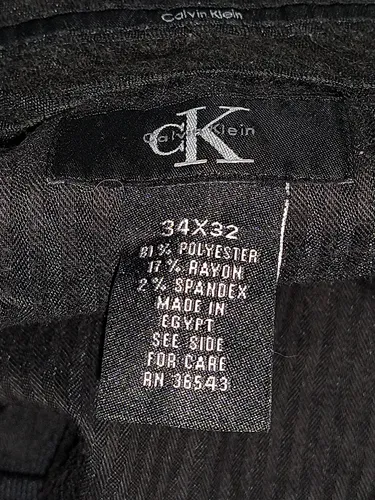 Calvin Klein
cK
Calvin Klein
34X32
81% POLYESTER
17% RAYON
2% SPANDEX
MADE IN
EGYPT
SEE SIDE
FOR CARE
RN 36543